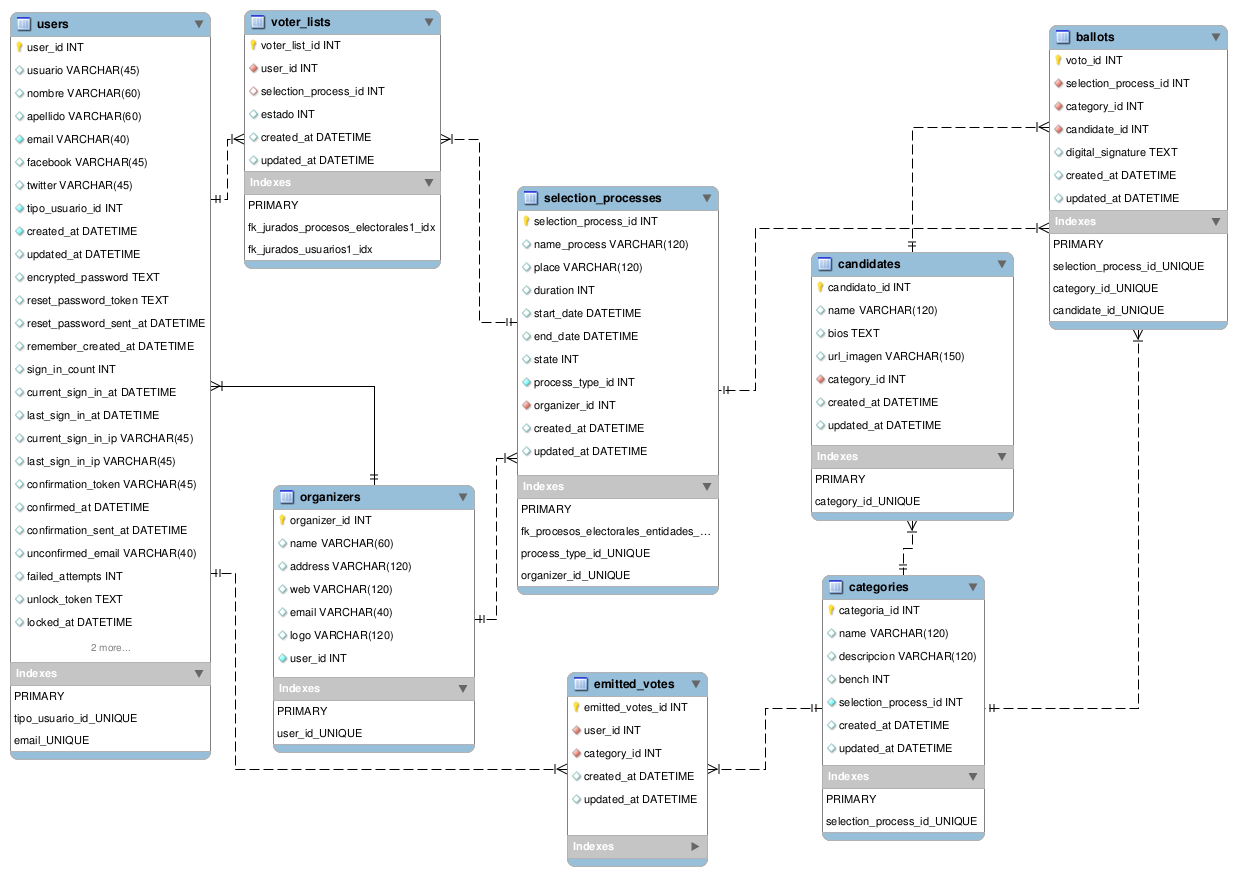 users
user_id INT
usuario VARCHAR(45)
nombre VARCHAR(60)
apellido VARCHAR(60)
email VARCHAR(40)
facebook VARCHAR(45)
twitter VARCHAR(45)
tipo_usuario_id INT
created_at DATETIME
updated_at DATETIME
encrypted_password TEXT
reset_password_token TEXT
reset_password_sent_at DATETIME
remember_created_at DATETIME
sign_in_count INT
current_sign_in_at DATETIME
last_sign_in_at DATETIME
current_sign_in_ip VARCHAR(45)
last_sign_in_ip VARCHAR(45)
confirmation_token VARCHAR(45)
confirmed_at DATETIME
confirmation_sent_at DATETIME
unconfirmed_email VARCHAR(40)
failed_attempts INT
unlock_token TEXT
locked_at DATETIME
2 more...
Indexes
PRIMARY
tipo_usuario_id_UNIQUE
email_UNIQUE
voter_lists
voter_list_id INT
user_id INT
selection_process_id INT
estado INT
created_at DATETIME
updated_at DATETIME
Indexes
PRIMARY
fk_jurados_procesos_electorales1_idx
fk_jurados_usuarios1_idx
organizers
organizer_id INT
name VARCHAR(60)
address VARCHAR(120)
web VARCHAR(120)
email VARCHAR(40)
logo VARCHAR(120)
user_id INT
Indexes
PRIMARY
user_id_UNIQUE
selection_processes
selection_process_id INT
name_process VARCHAR(120)
place VARCHAR(120)
duration INT
start_date DATETIME
end_date DATETIME
state INT
process_type_id INT
organizer_id INT
created_at DATETIME
updated_at DATETIME
Indexes
PRIMARY
fk_procesos_electorales_entidades_...
process_type_id_UNIQUE
organizer_id_UNIQUE
emitted_votes
emitted_votes_id INT
user_id INT
category_id INT
created_at DATETIME
updated_at DATETIME
Indexes
candidates
candidato_id INT
name VARCHAR(120)
bios TEXT
url_imagen VARCHAR(150)
category_id INT
created_at DATETIME
updated_at DATETIME
Indexes
PRIMARY
category_id_UNIQUE
categories
categoria_id INT
name VARCHAR(120)
descripcion VARCHAR(120)
bench INT
selection_process_id INT
created_at DATETIME
updated_at DATETIME
Indexes
PRIMARY
selection_process_id_UNIQUE
ballots
voto_id INT
selection_process_id INT
category_id INT
candidate_id INT
digital_signature TEXT
created_at DATETIME
updated_at DATETIME
Indexes
PRIMARY
selection_process_id_UNIQUE
category_id_UNIQUE
candidate_id_UNIQUE